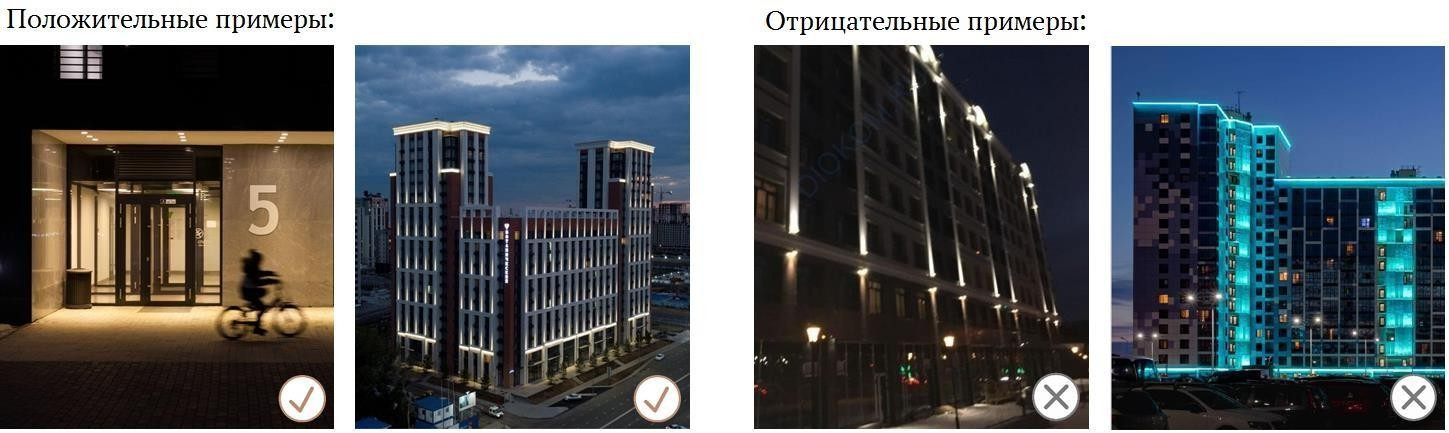 Положительные примеры:
Отрицательные примеры:
5